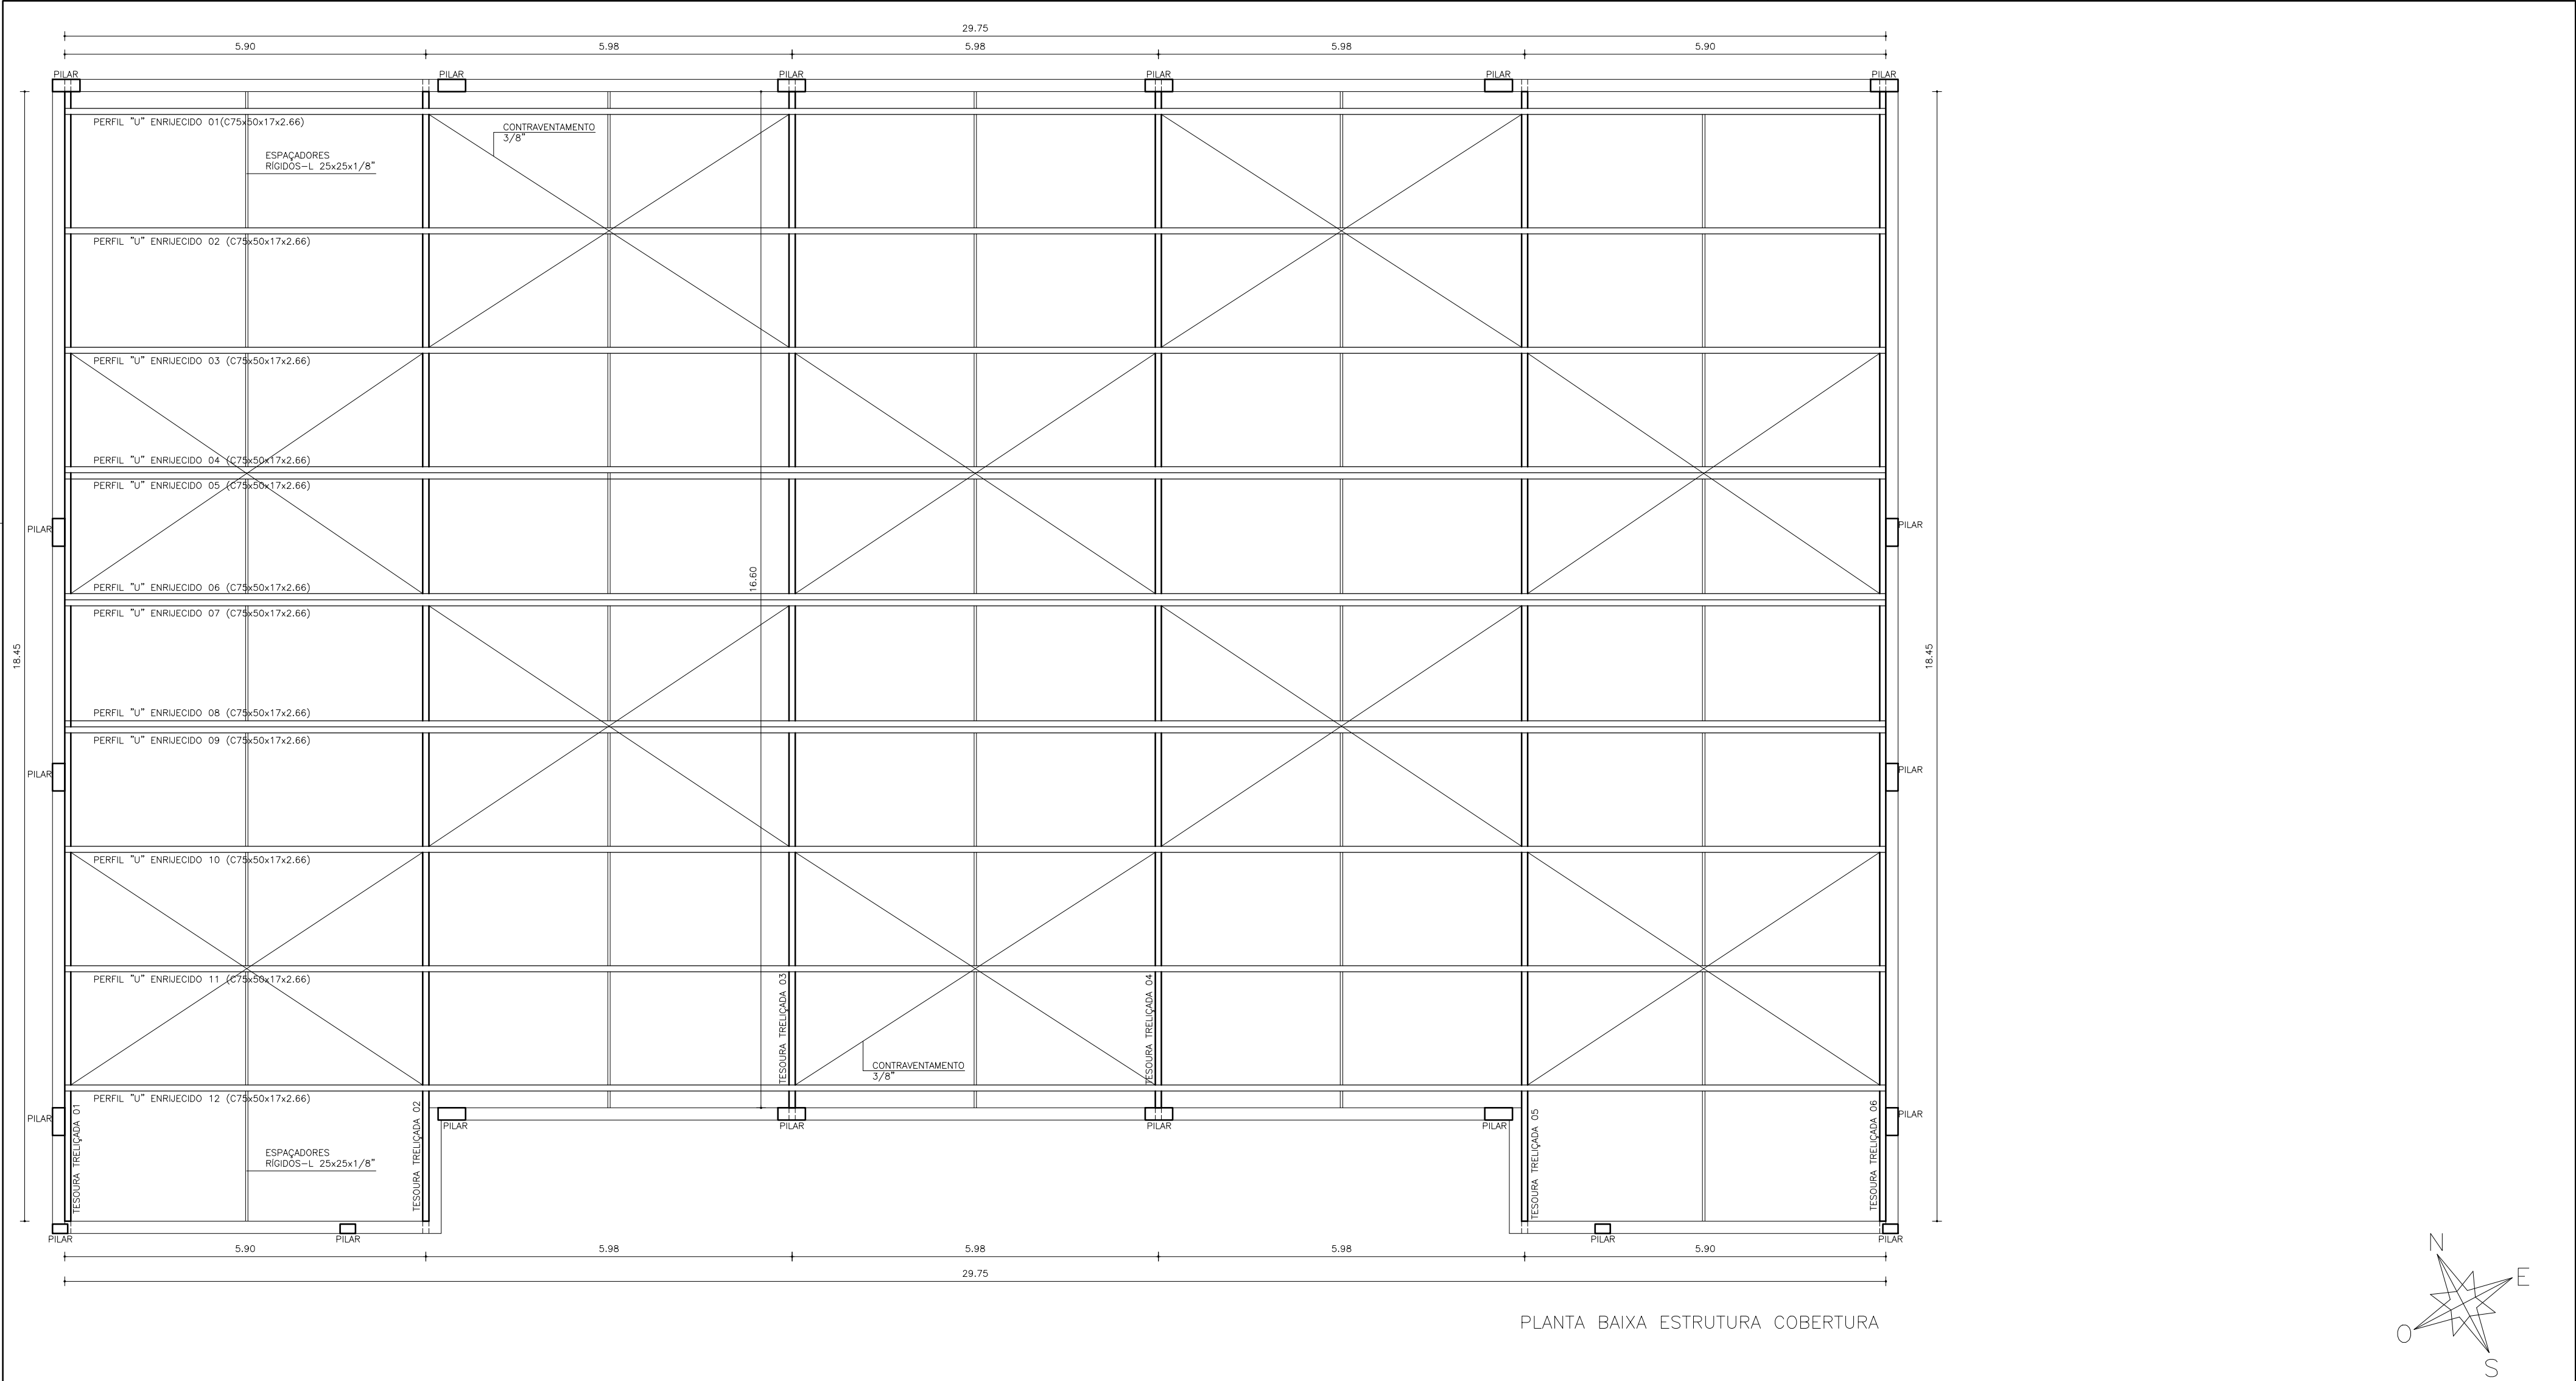 29.75
5.90
5.98
5.98
5.98
5.90
PILAR
PILAR
PILAR
PILAR
PILAR
PILAR
PERFIL "U" ENRIJECIDO 01(C75x50x17x2.66)
CONTRAVENTAMENTO
3/8"
ESPAÇADORES
RÍGIDOS-L 25x25x1/8"
PERFIL "U" ENRIJECIDO 02 (C75x50x17x2.66)
PERFIL "U" ENRIJECIDO 03 (C75x50x17x2.66)
PERFIL "U" ENRIJECIDO 04 (C75x50x17x2.66)
PERFIL "U" ENRIJECIDO 05 (C75x50x17x2.66)
PILAR
PILAR
16.60
PERFIL "U" ENRIJECIDO 06 (C75x50x17x2.66)
PERFIL "U" ENRIJECIDO 07 (C75x50x17x2.66)
18.45
18.45
PERFIL "U" ENRIJECIDO 08 (C75x50x17x2.66)
PERFIL "U" ENRIJECIDO 09 (C75x50x17x2.66)
PILAR
PILAR
PERFIL "U" ENRIJECIDO 10 (C75x50x17x2.66)
PERFIL "U" ENRIJECIDO 11 (C75x50x17x2.66)
TESOURA TRELIÇADA 03
TESOURA TRELIÇADA 04
CONTRAVENTAMENTO
3/8"
PERFIL "U" ENRIJECIDO 12 (C75x50x17x2.66)
PILAR
PILAR
PILAR
PILAR
PILAR
PILAR
TESOURA TRELIÇADA 01
TESOURA TRELIÇADA 02
TESOURA TRELIÇADA 05
TESOURA TRELIÇADA 06
ESPAÇADORES
RÍGIDOS-L 25x25x1/8"
PILAR
PILAR
PILAR
PILAR
5.90
5.98
5.98
5.98
5.90
29.75
PLANTA BAIXA ESTRUTURA COBERTURA
N
E
O
S